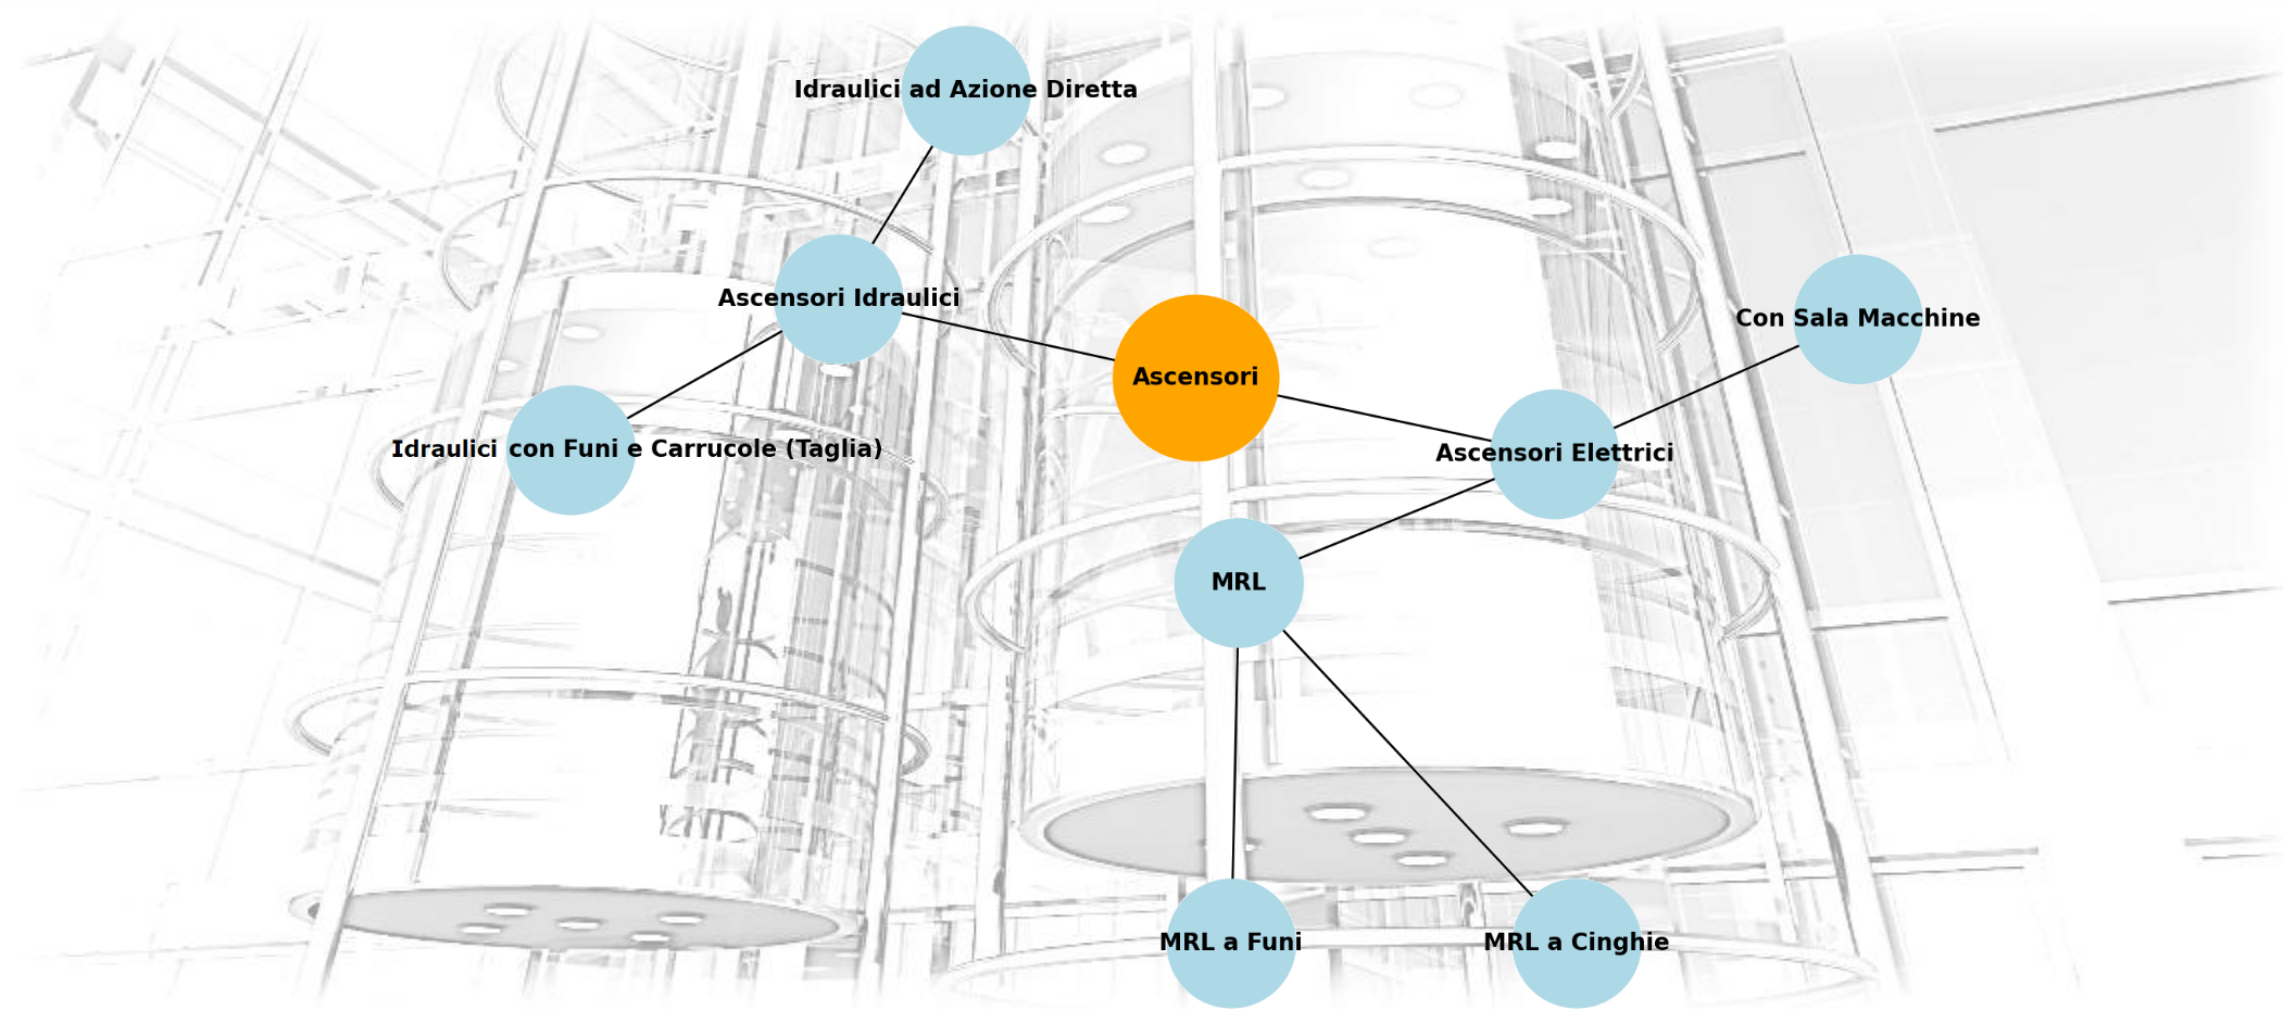 Idraulici ad Azione Diretta
Ascensori Idraulici
Con Sala Macchine
Ascensori
Idraulici con Funi e Carrucole (Taglia)
Ascensori Elettrici
MRL
MRL a Funi
MRL a Cinghie